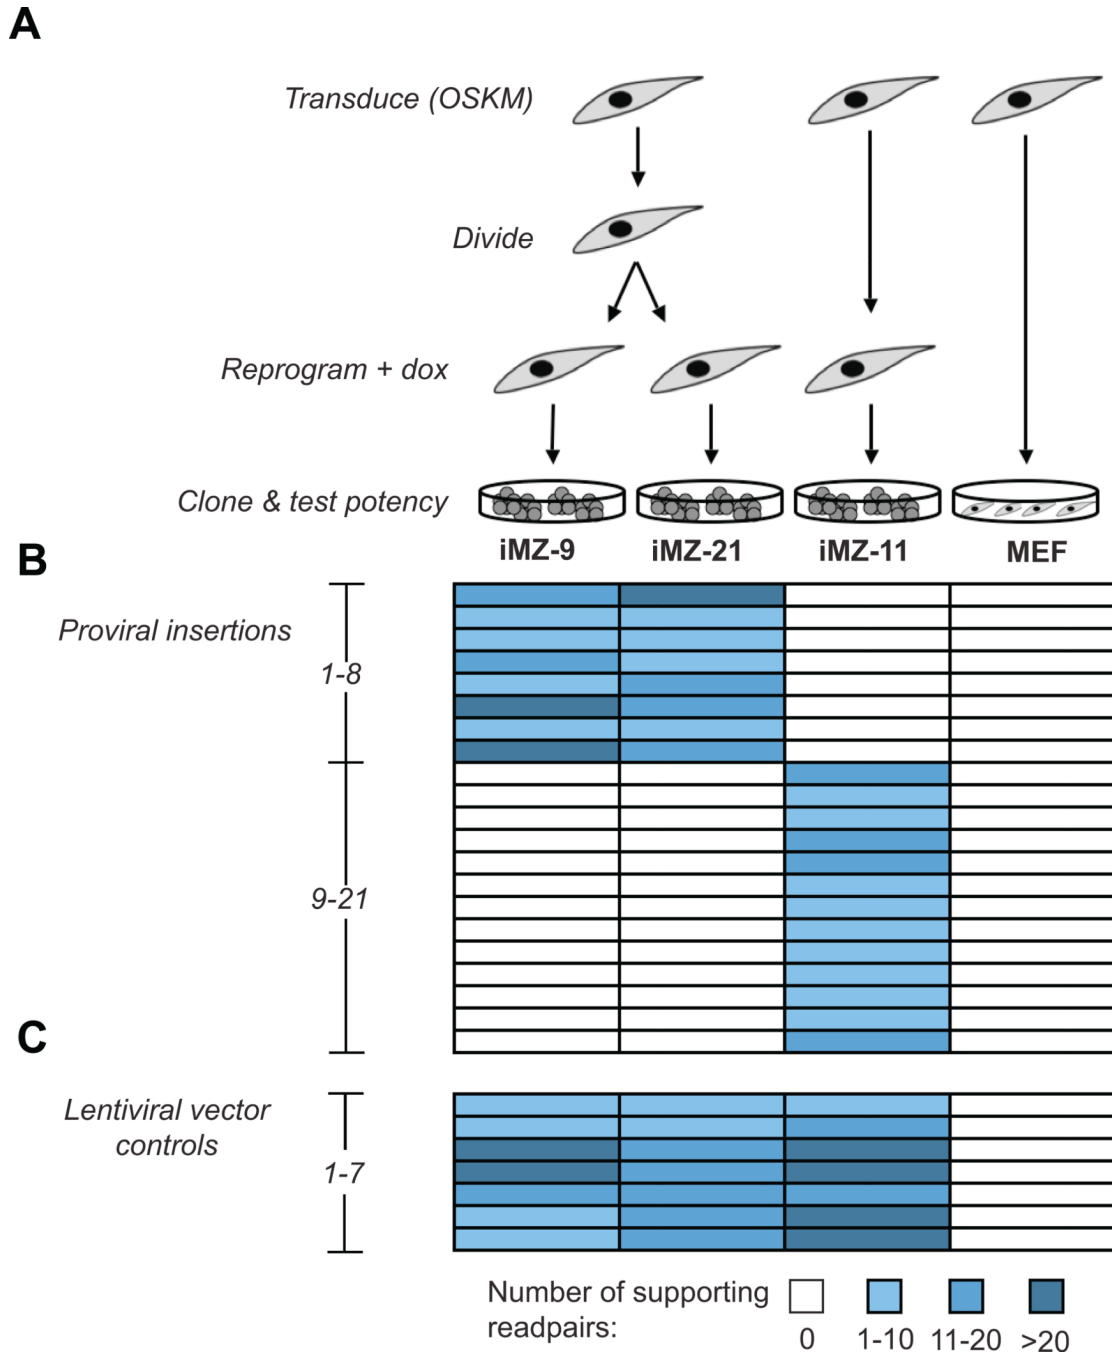 A
Transduce (OSKM)
Divide
Reprogram + dox
Clone & test potency
iMZ-9 iMZ-21 iMZ-11 MEF
B
Proviral insertions
1-8
9-21
C
Lentiviral vector
controls
1-7
Number of supporting
readpairs:
0 1-10 11-20 >20